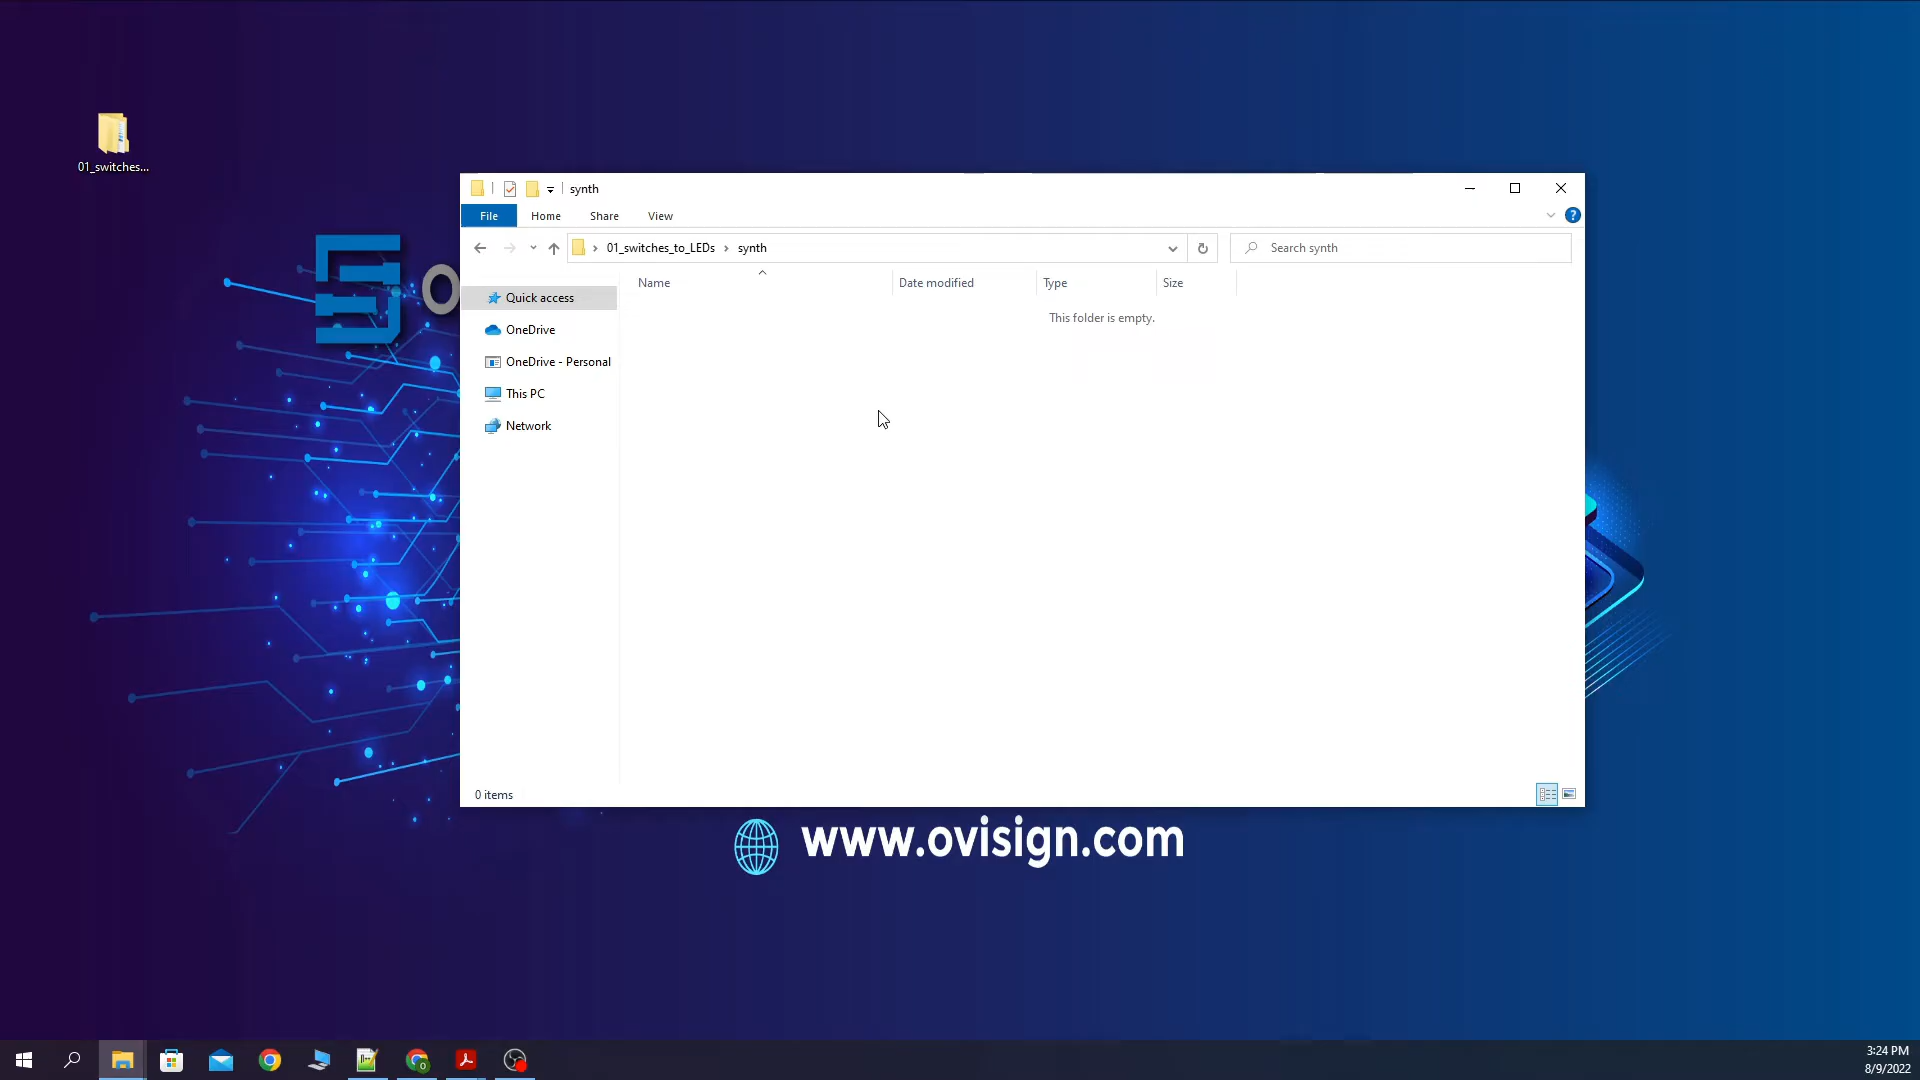 01_switches...
synth
File Home Share View
01_switches_to_LEDs synth
Search synth
Name Date modified Type Size
This folder is empty.
Quick access
OneDrive
OneDrive - Personal
This PC
Network
0 items
www.ovisign.com
3:24 PM
8/9/2022